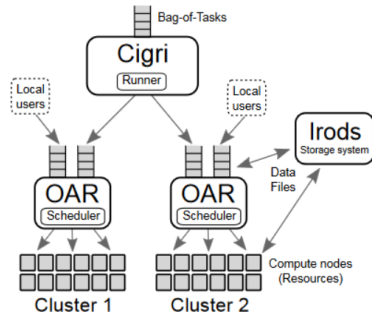 Bag-of-Tasks
Cigri
Runner
Local
users
Local
users
Irods
Storage system
OAR
Scheduler
OAR
Scheduler
Data
Files
Compute nodes
(Resources)
Cluster 1
Cluster 2